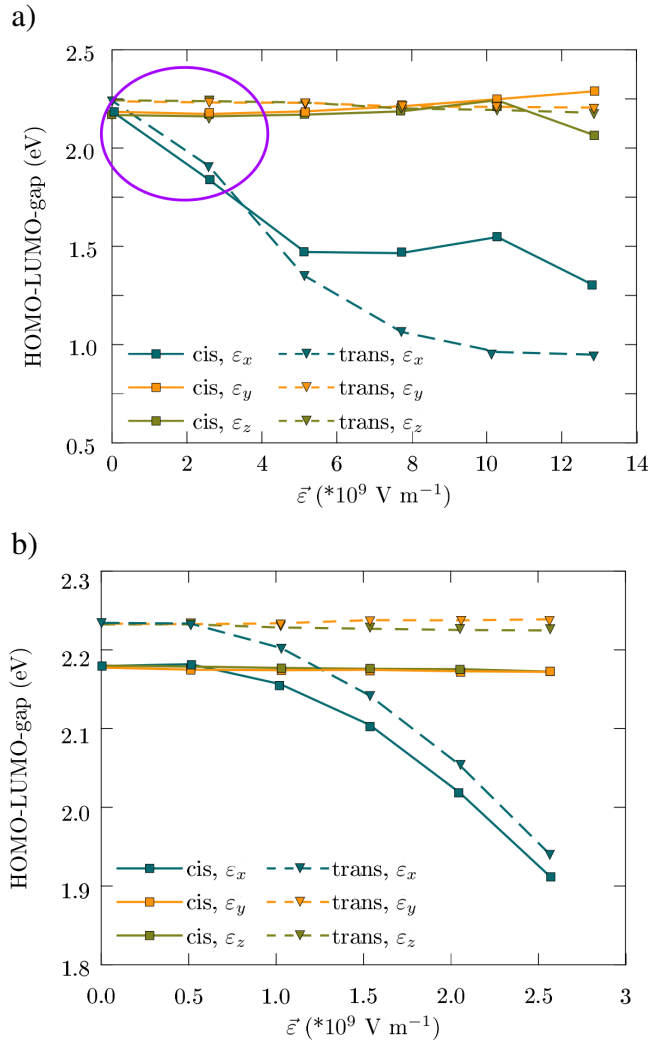 a)
2.5
2.0
1.5
1.0
0.5
HOMO-LUMO-gap (eV)
cis, εx trans, εx
cis, εy trans, εy
cis, εz trans, εz
0 2 4 6 8 10 12 14
ε⃗ (*10⁹ V m⁻¹)
b)
2.3
2.2
2.1
2.0
1.9
1.8
HOMO-LUMO-gap (eV)
cis, εx trans, εx
cis, εy trans, εy
cis, εz trans, εz
0.0 0.5 1.0 1.5 2.0 2.5 3
ε⃗ (*10⁹ V m⁻¹)